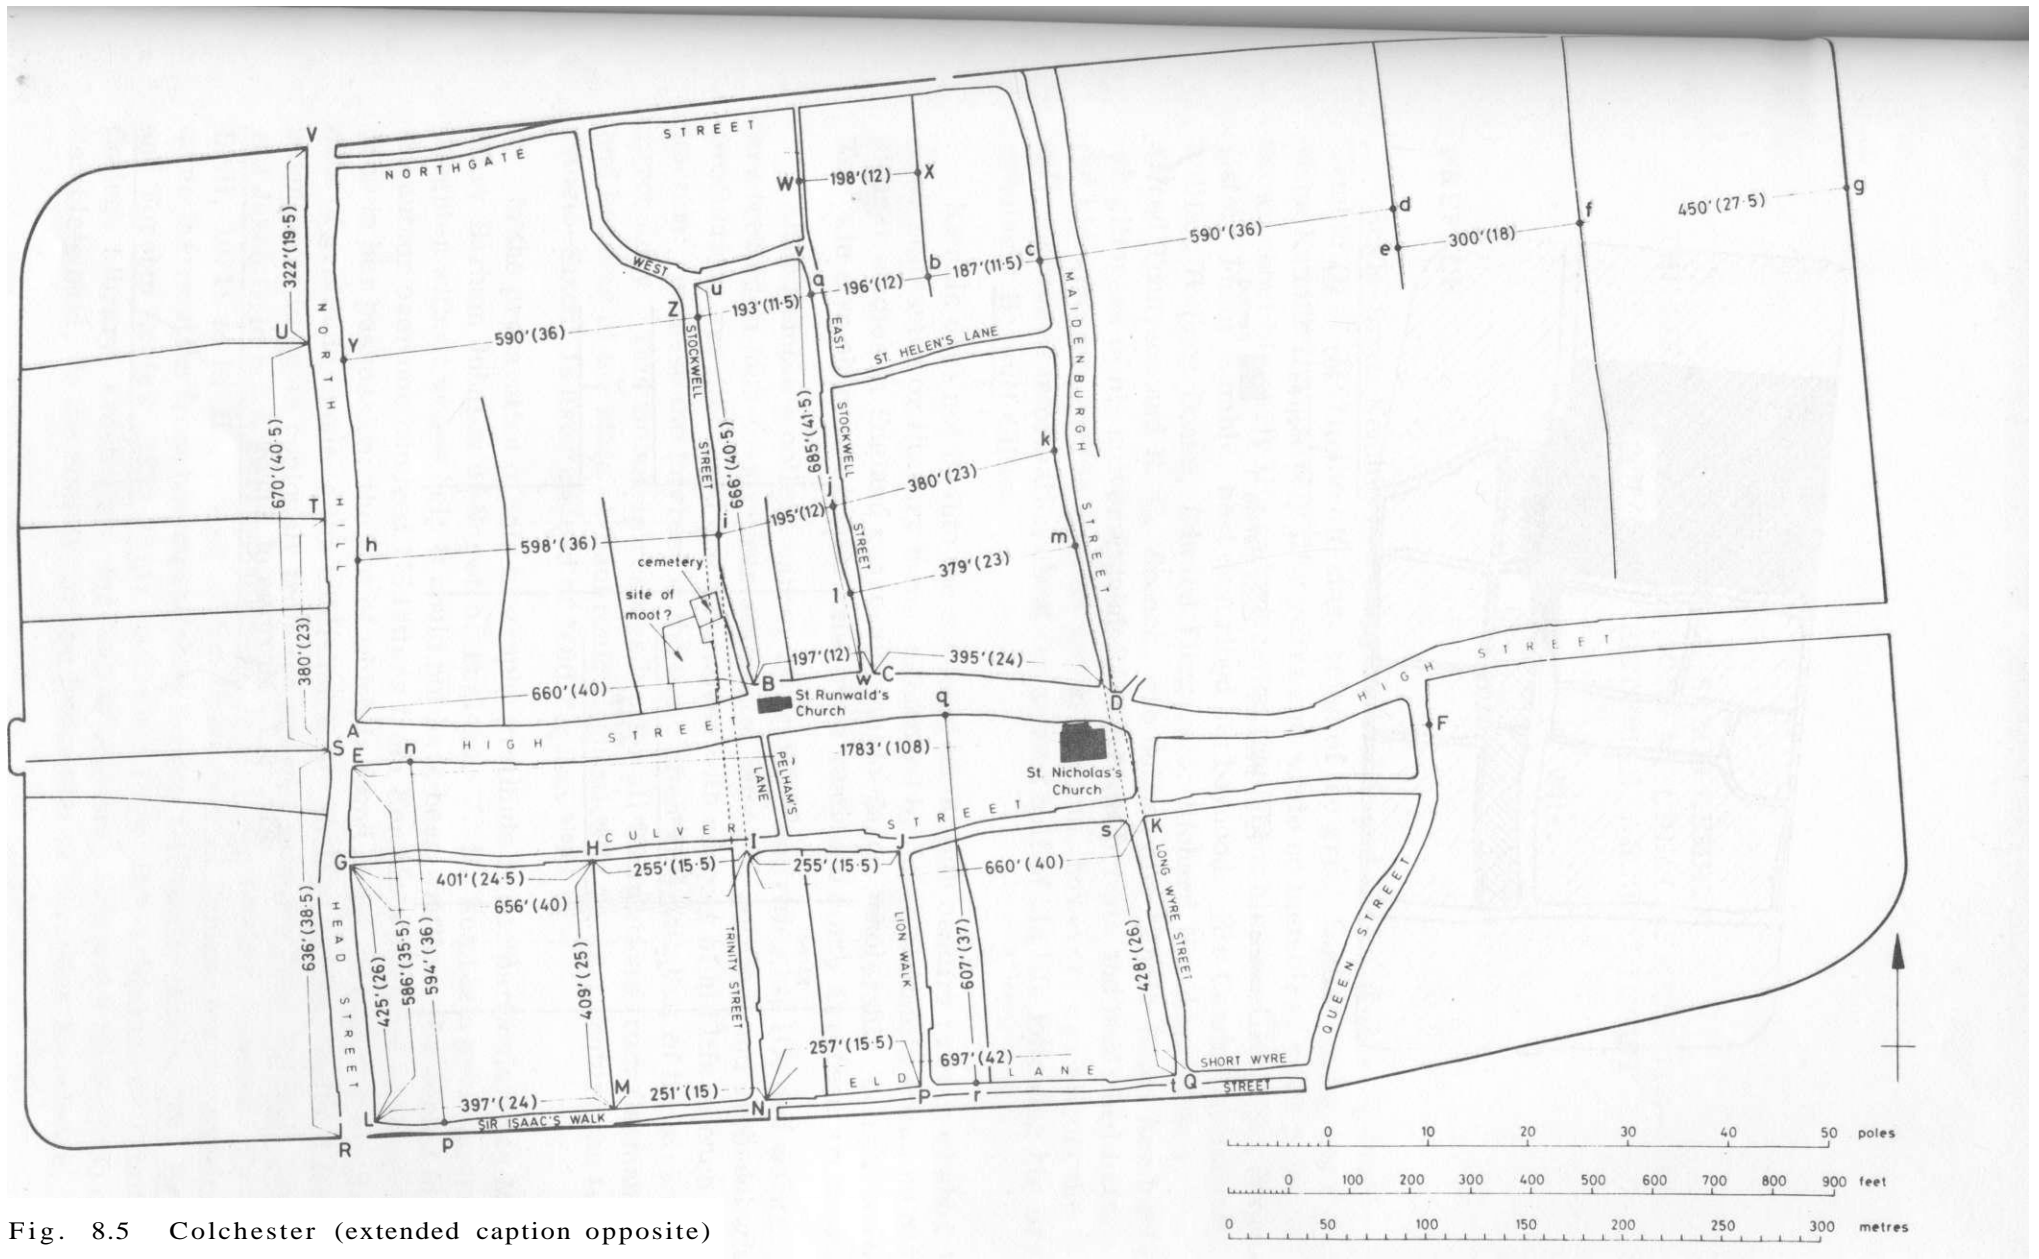 V
NORTHGATE
STREET
W
198'(12)
X
322'(19·5)
NORTH HILL
U
Y
590'(36)
WEST
v
u
Z
193'(11·5)
a
196'(12)
b
187'(11·5)
c
590'(36)
d
e
300'(18)
f
450'(27·5)
g
MAIDENBURGH STREET
STOCKWELL STREET
EAST
ST. HELEN'S LANE
STOCKWELL STREET
670'(40·5)
T
h
598'(36)
i
666'(40·5)
195'(12)
j
685'(41·5)
380'(23)
k
l
379'(23)
m
cemetery
site of
moot?
380'(23)
660'(40)
B
197'(12)
w
C
395'(24)
D
St Runwald's
Church
S
A
E
n
HIGH STREET
q
1783'(108)
St. Nicholas's
Church
HIGH STREET
F
PELHAM'S
LANE
CULVER STREET
G
H
I
J
s
K
401'(24·5)
255'(15·5)
255'(15·5)
660'(40)
656'(40)
636'(38·5)
HEAD STREET
425'(26)
586'(35·5)
594'(36)
409'(25)
TRINITY STREET
LION WALK
607'(37)
428'(26)
LONG WYRE STREET
QUEEN STREET
257'(15·5)
697'(42)
SHORT WYRE
STREET
ELD LANE
L
397'(24)
M
251'(15)
N
P
r
t
Q
SIR ISAAC'S WALK
R
p
0 10 20 30 40 50 poles
0 100 200 300 400 500 600 700 800 900 feet
0 50 100 150 200 250 300 metres
Fig. 8.5 Colchester (extended caption opposite)